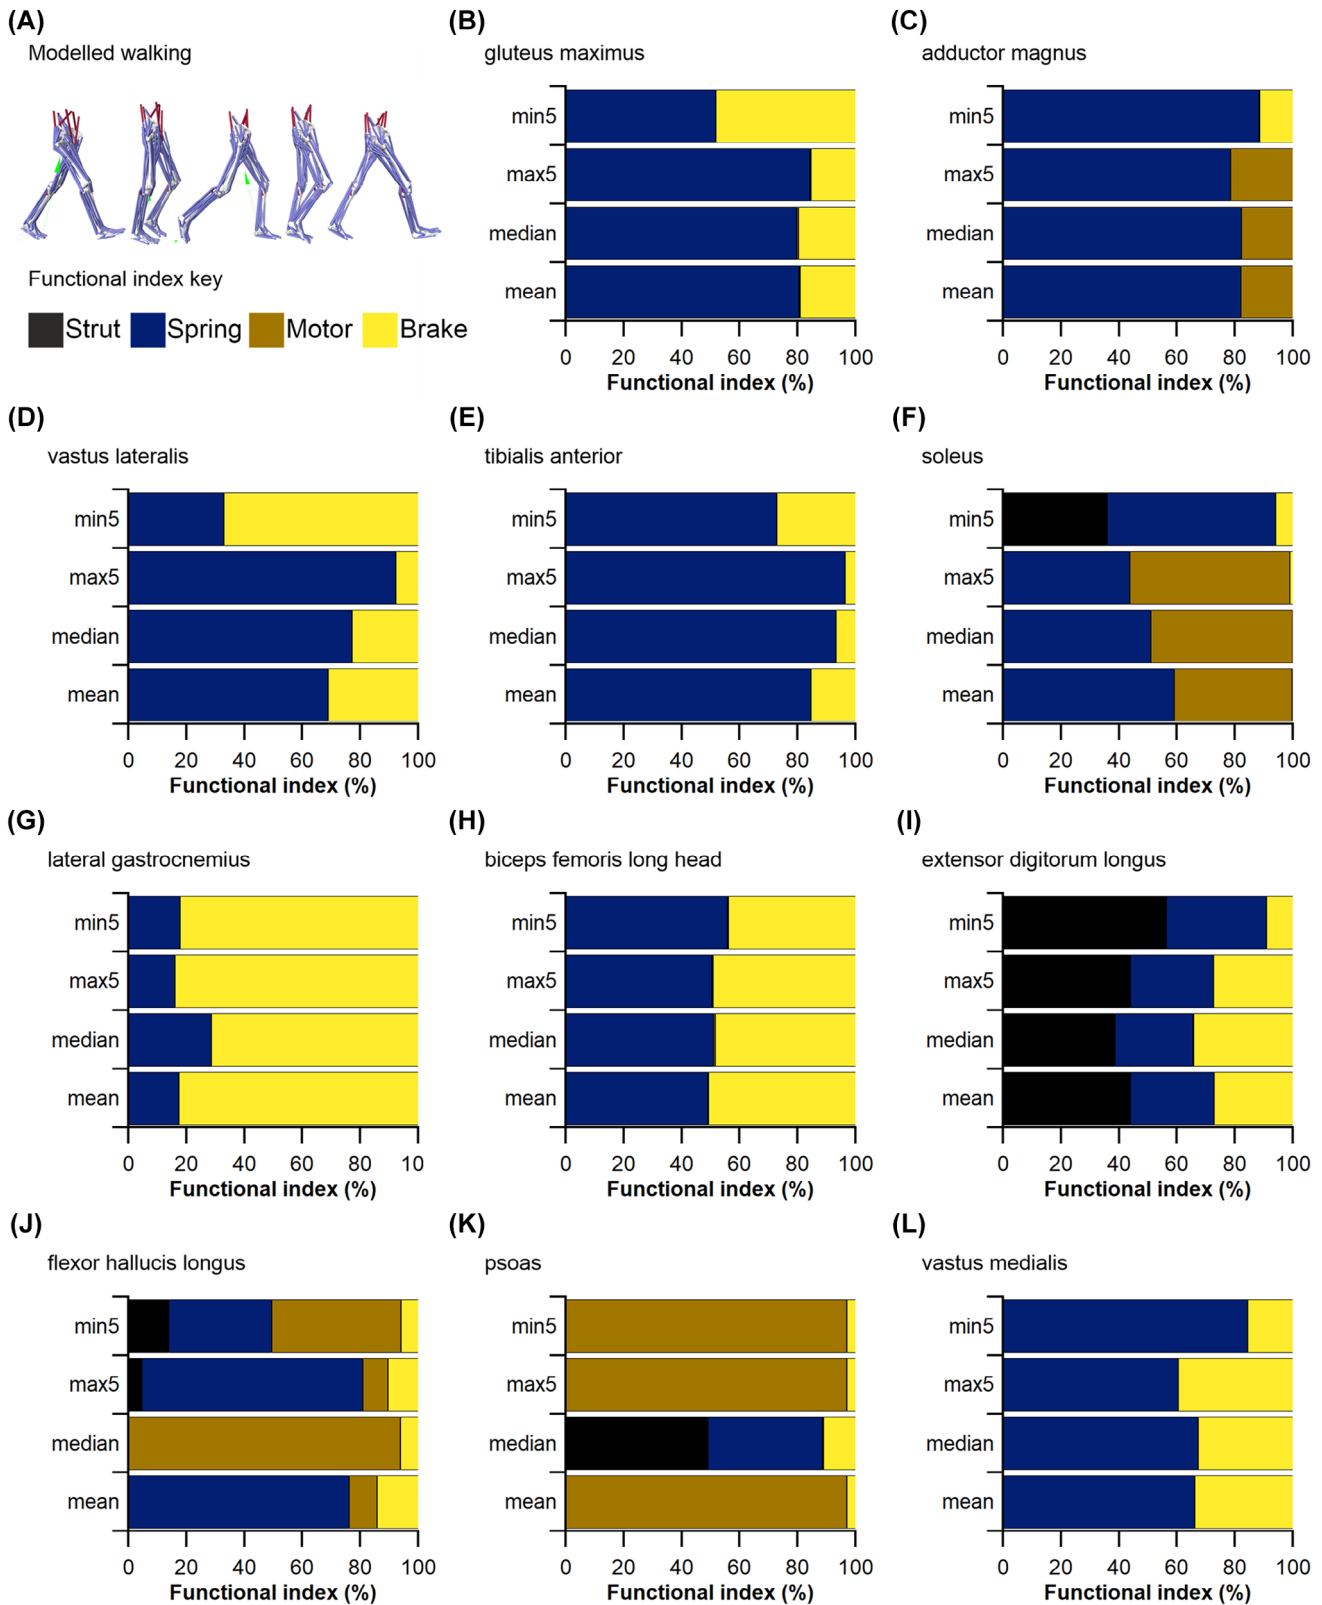 (A)
Modelled walking
Functional index key
Strut Spring Motor Brake
(B)
gluteus maximus
min5
max5
median
mean
0 20 40 60 80 100
Functional index (%)
(C)
adductor magnus
min5
max5
median
mean
0 20 40 60 80 100
Functional index (%)
(D)
vastus lateralis
min5
max5
median
mean
0 20 40 60 80 100
Functional index (%)
(E)
tibialis anterior
min5
max5
median
mean
0 20 40 60 80 100
Functional index (%)
(F)
soleus
min5
max5
median
mean
0 20 40 60 80 100
Functional index (%)
(G)
lateral gastrocnemius
min5
max5
median
mean
0 20 40 60 80 10
Functional index (%)
(H)
biceps femoris long head
min5
max5
median
mean
0 20 40 60 80 100
Functional index (%)
(I)
extensor digitorum longus
min5
max5
median
mean
0 20 40 60 80 100
Functional index (%)
(J)
flexor hallucis longus
min5
max5
median
mean
0 20 40 60 80 100
Functional index (%)
(K)
psoas
min5
max5
median
mean
0 20 40 60 80 100
Functional index (%)
(L)
vastus medialis
min5
max5
median
mean
0 20 40 60 80 100
Functional index (%)